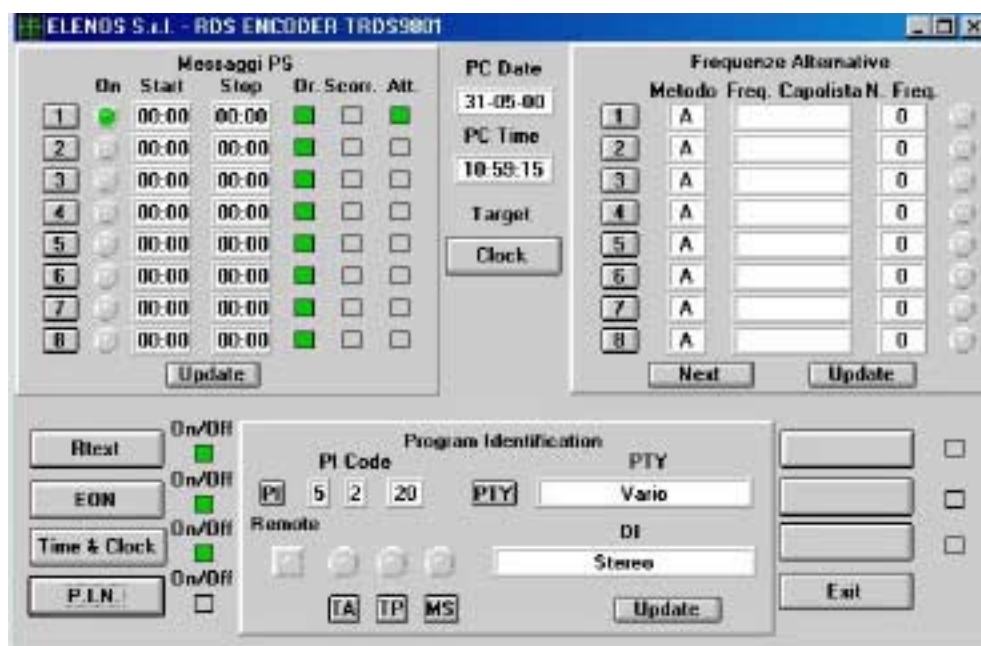 ELENOS S.r.l. - RDS ENCODER TRDS9801
Messaggi PS
On Start Stop Or. Scorr. Att.
1 00:00 00:00
2 00:00 00:00
3 00:00 00:00
4 00:00 00:00
5 00:00 00:00
6 00:00 00:00
7 00:00 00:00
8 00:00 00:00
Update
PC Date
31-05-00
PC Time
10:59:15
Target
Clock
Frequenze Alternative
Metodo Freq. Capolista N. Freq.
1 A 0
2 A 0
3 A 0
4 A 0
5 A 0
6 A 0
7 A 0
8 A 0
Next Update
Rtext On/Off
EON On/Off
Time & Clock On/Off
P.I.N. On/Off
Program Identification
PI Code PTY
PI 5 2 20 PTY Vario
Remote DI
Stereo
TA TP MS Update
Exit